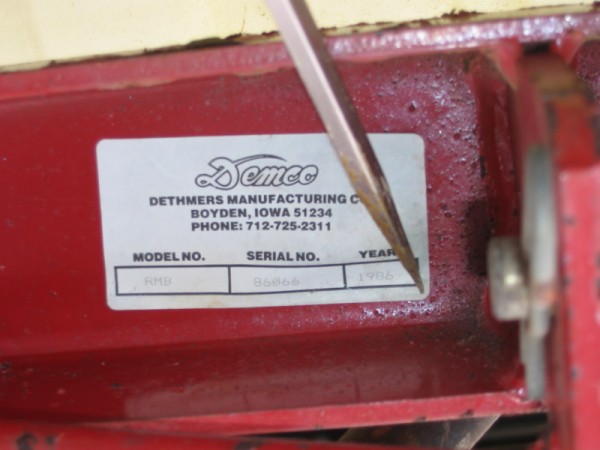 Demco
DETHMERS MANUFACTURING
BOYDEN, IOWA 51234
PHONE: 712-725-2311
MODEL NO. SERIAL NO. YEAR
RMB 86066 1986